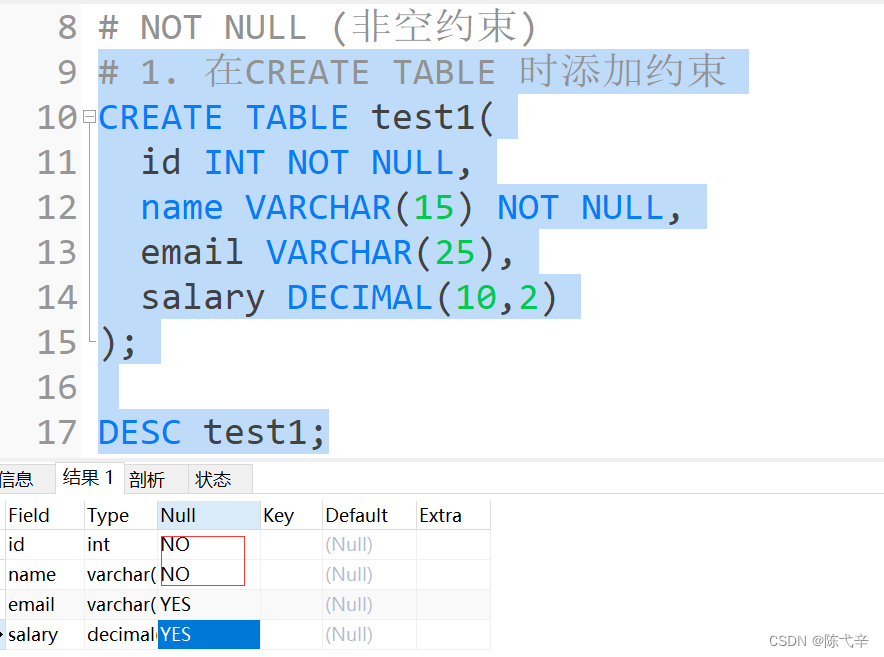 8 # NOT NULL (非空约束)
9 # 1. 在CREATE TABLE 时添加约束
10 CREATE TABLE test1(
11 id INT NOT NULL,
12 name VARCHAR(15) NOT NULL,
13 email VARCHAR(25),
14 salary DECIMAL(10,2)
15 );
16
17 DESC test1;
信息 结果 1 剖析 状态
Field Type Null Key Default Extra
id int NO (Null)
name varchar( NO (Null)
email varchar( YES (Null)
salary decimal( YES (Null)
CSDN @陈弋辛